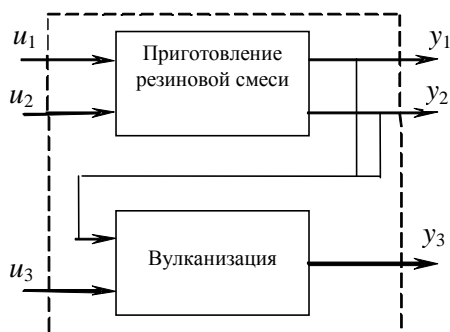 u1
Приготовление
резиновой смеси
y1
u2
y2
Вулканизация
y3
u3